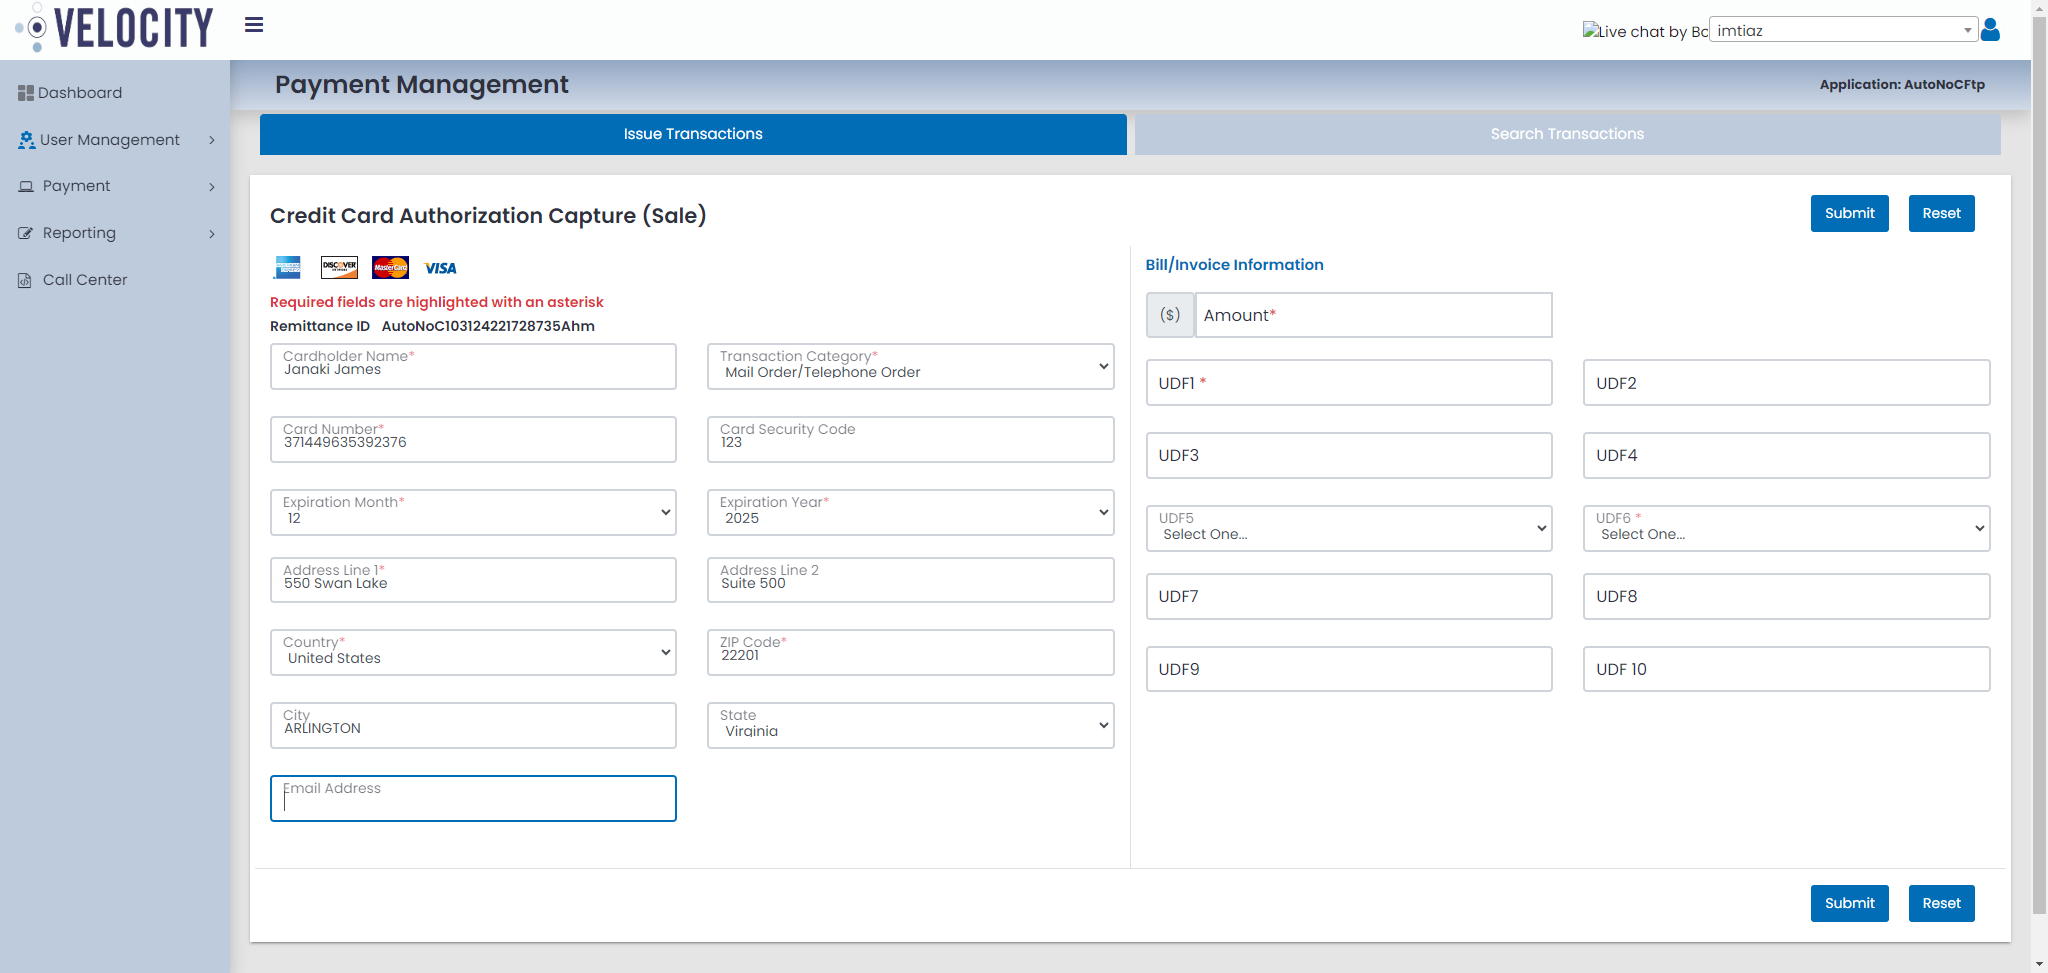 VELOCITY
Live chat by Bo
imtiaz
Dashboard
User Management
Payment
Reporting
Call Center
Payment Management
Application: AutoNoCFtp
Issue Transactions
Search Transactions
Credit Card Authorization Capture (Sale)
Submit
Reset
DISCOVER
MasterCard
VISA
Required fields are highlighted with an asterisk
Remittance ID AutoNoC103124221728735Ahm
Cardholder Name*
Janaki James
Transaction Category*
Mail Order/Telephone Order
Card Number*
371449635392376
Card Security Code
123
Expiration Month*
12
Expiration Year*
2025
Address Line 1*
550 Swan Lake
Address Line 2
Suite 500
Country*
United States
ZIP Code*
22201
City
ARLINGTON
State
Virginia
Email Address
Bill/Invoice Information
($)
Amount*
UDF1 *
UDF2
UDF3
UDF4
UDF5
Select One...
UDF6 *
Select One...
UDF7
UDF8
UDF9
UDF 10
Submit
Reset